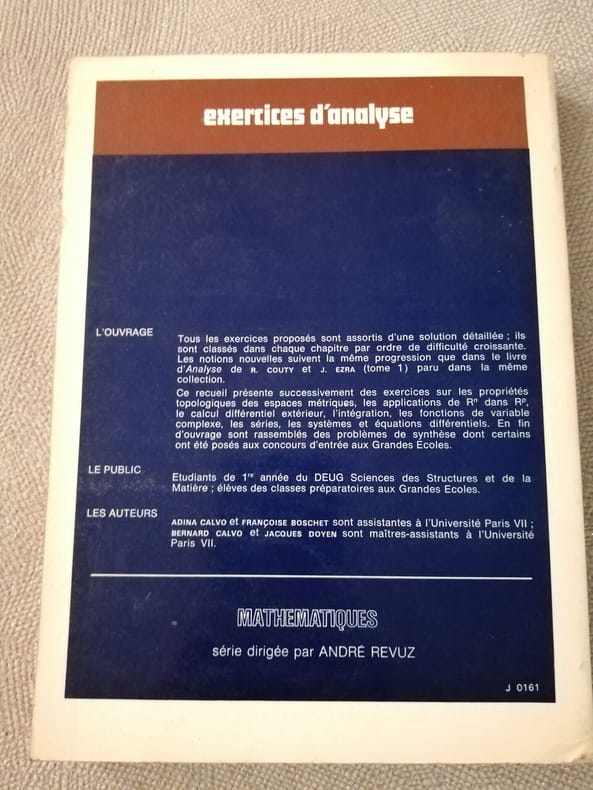 exercices d'analyse
L'OUVRAGE
Tous les exercices proposés sont assortis d'une solution détaillée ; ils
sont classés dans chaque chapitre par ordre de difficulté croissante.
Les notions nouvelles suivent la même progression que dans le livre
d'Analyse de R. COUTY et J. EZRA (tome 1) paru dans la même
collection.
Ce recueil présente successivement des exercices sur les propriétés
topologiques des espaces métriques, les applications de Rⁿ dans Rᵖ,
le calcul différentiel extérieur, l'intégration, les fonctions de variable
complexe, les séries, les systèmes et équations différentiels. En fin
d'ouvrage sont rassemblés des problèmes de synthèse dont certains
ont été posés aux concours d'entrée aux Grandes Ecoles.
LE PUBLIC
Etudiants de 1ʳᵉ année du DEUG Sciences des Structures et de la
Matière ; élèves des classes préparatoires aux Grandes Ecoles.
LES AUTEURS
ADINA CALVO et FRANÇOISE BOSCHET sont assistantes à l'Université Paris VII ;
BERNARD CALVO et JACQUES DOYEN sont maîtres-assistants à l'Université
Paris VII.
MATHEMATIQUES
série dirigée par ANDRÉ REVUZ
J 0161